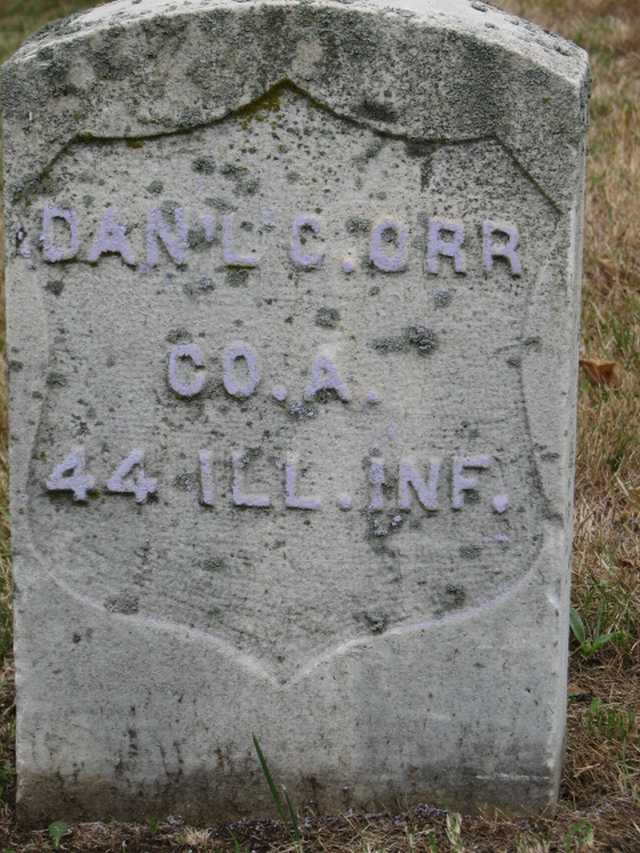 DAN'L C. ORR
CO. A.
44 ILL. INF.